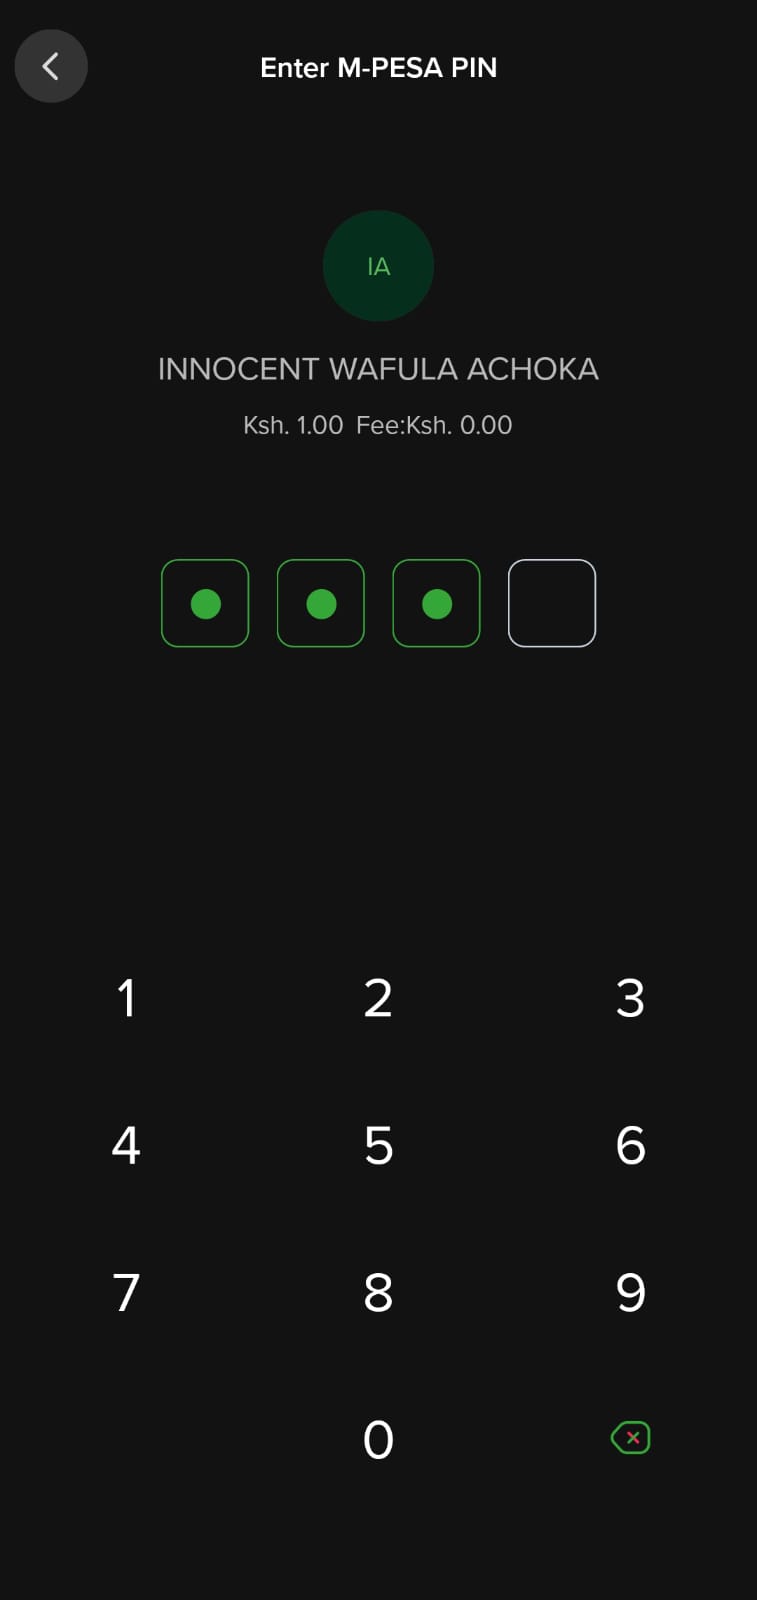 Enter M-PESA PIN
IA
INNOCENT WAFULA ACHOKA
Ksh. 1.00 Fee:Ksh. 0.00
1 2 3
4 5 6
7 8 9
0